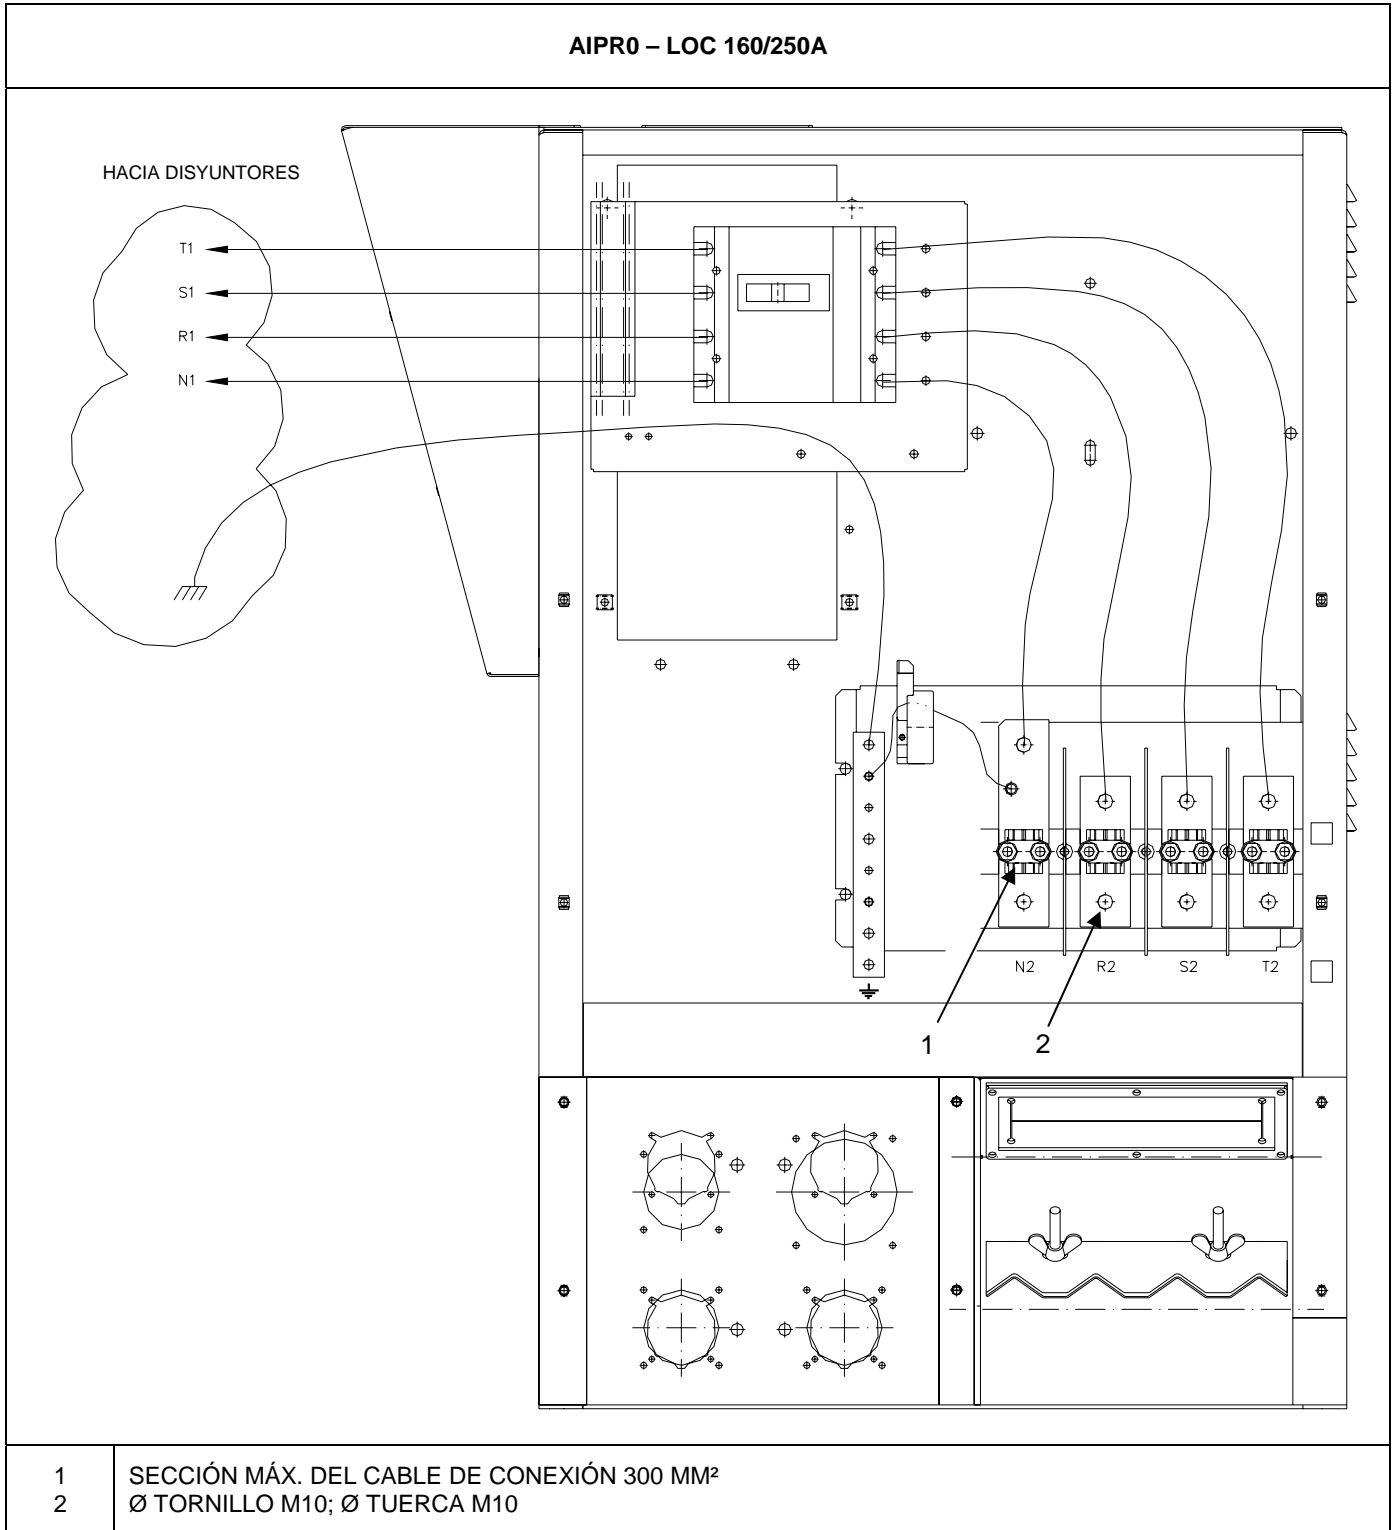 AIPR0 – LOC 160/250A
HACIA DISYUNTORES
T1
S1
R1
N1
N2 R2 S2 T2
1 2
1 SECCIÓN MÁX. DEL CABLE DE CONEXIÓN 300 MM²
2 Ø TORNILLO M10; Ø TUERCA M10